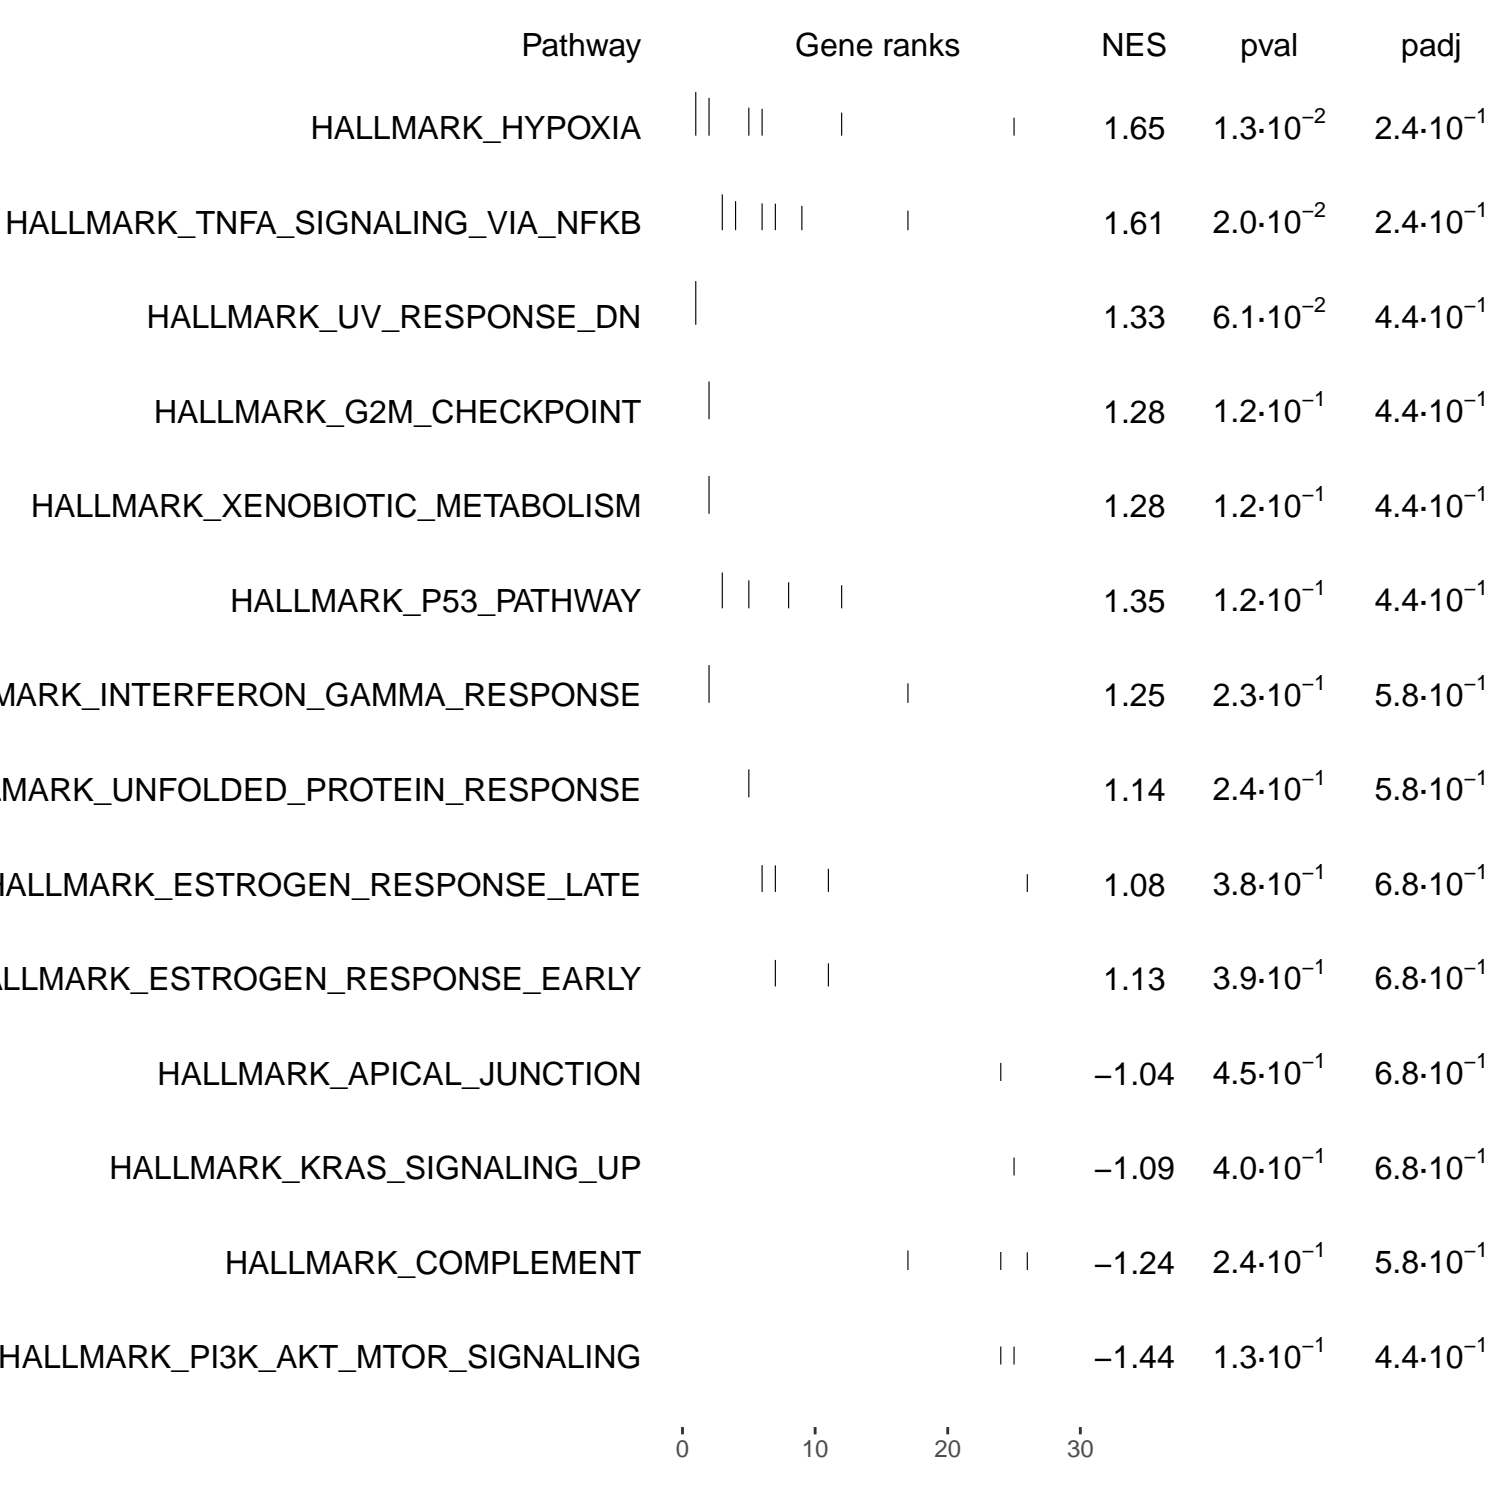 Pathway Gene ranks NES pval padj
HALLMARK_HYPOXIA 1.65 1.3·10⁻² 2.4·10⁻¹
HALLMARK_TNFA_SIGNALING_VIA_NFKB 1.61 2.0·10⁻² 2.4·10⁻¹
HALLMARK_UV_RESPONSE_DN 1.33 6.1·10⁻² 4.4·10⁻¹
HALLMARK_G2M_CHECKPOINT 1.28 1.2·10⁻¹ 4.4·10⁻¹
HALLMARK_XENOBIOTIC_METABOLISM 1.28 1.2·10⁻¹ 4.4·10⁻¹
HALLMARK_P53_PATHWAY 1.35 1.2·10⁻¹ 4.4·10⁻¹
MARK_INTERFERON_GAMMA_RESPONSE 1.25 2.3·10⁻¹ 5.8·10⁻¹
MARK_UNFOLDED_PROTEIN_RESPONSE 1.14 2.4·10⁻¹ 5.8·10⁻¹
HALLMARK_ESTROGEN_RESPONSE_LATE 1.08 3.8·10⁻¹ 6.8·10⁻¹
ALLMARK_ESTROGEN_RESPONSE_EARLY 1.13 3.9·10⁻¹ 6.8·10⁻¹
HALLMARK_APICAL_JUNCTION −1.04 4.5·10⁻¹ 6.8·10⁻¹
HALLMARK_KRAS_SIGNALING_UP −1.09 4.0·10⁻¹ 6.8·10⁻¹
HALLMARK_COMPLEMENT −1.24 2.4·10⁻¹ 5.8·10⁻¹
HALLMARK_PI3K_AKT_MTOR_SIGNALING −1.44 1.3·10⁻¹ 4.4·10⁻¹
0 10 20 30